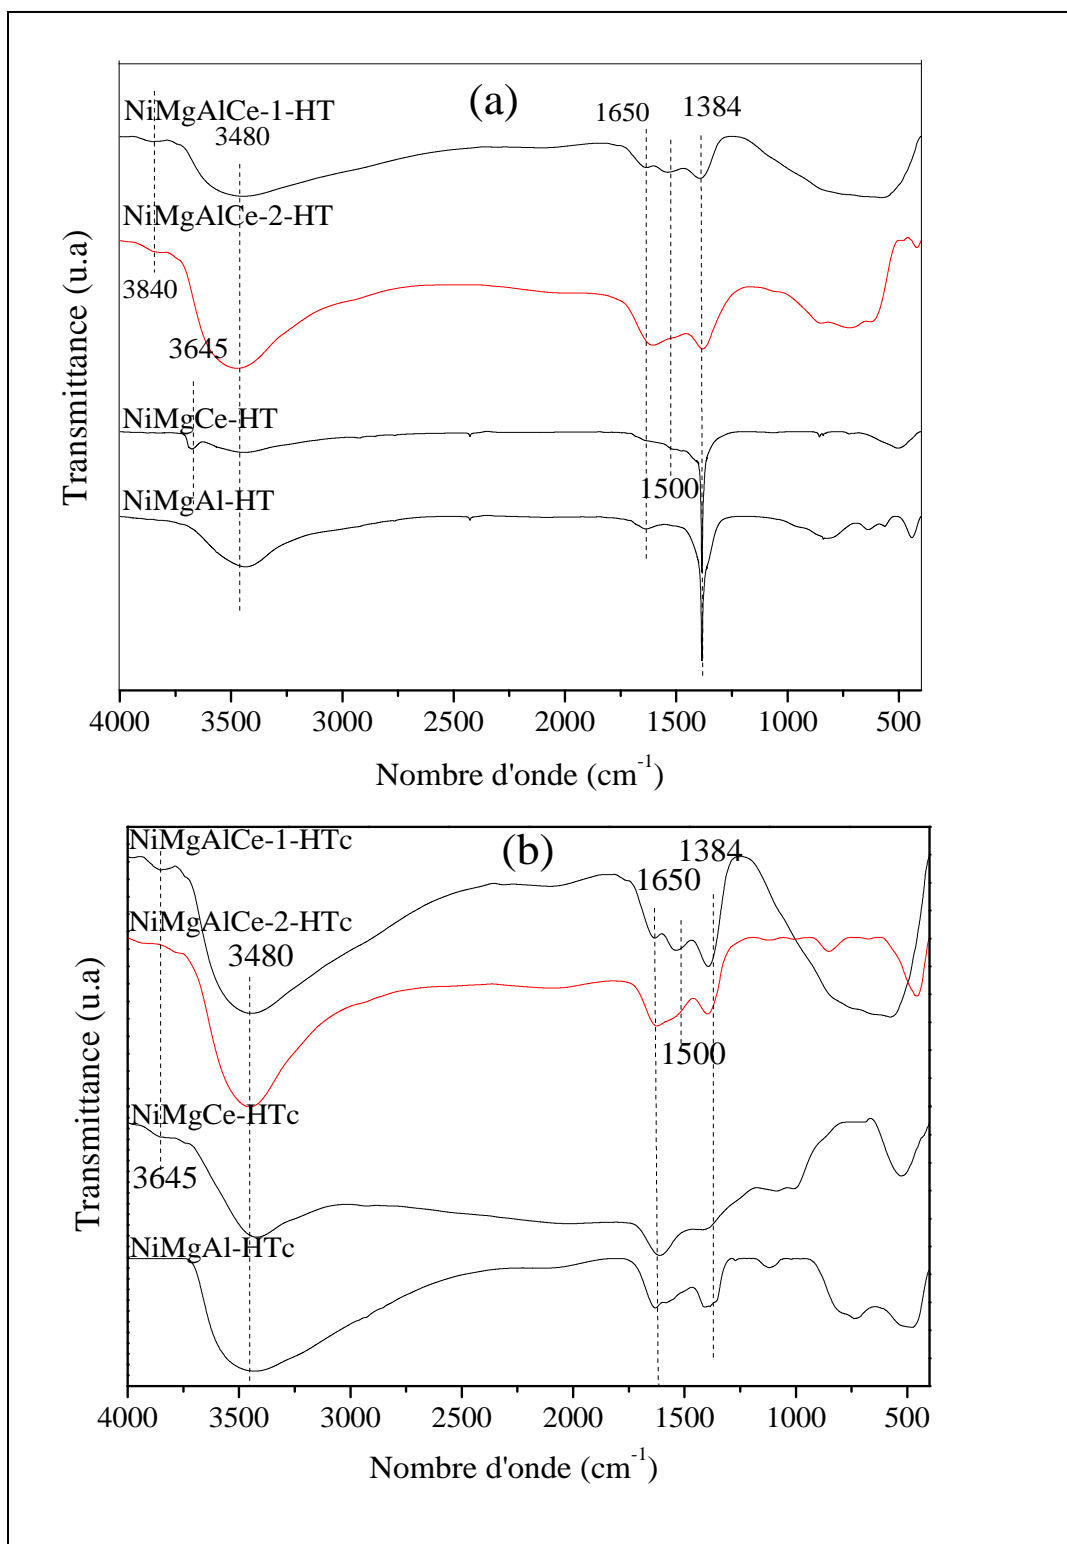 (a)
NiMgAlCe-1-HT
3480
1650
1384
NiMgAlCe-2-HT
3840
3645
NiMgCe-HT
1500
NiMgAl-HT
Transmittance (u.a)
4000 3500 3000 2500 2000 1500 1000 500
Nombre d'onde (cm-1)
(b)
NiMgAlCe-1-HTc
1384
1650
NiMgAlCe-2-HTc
3480
1500
NiMgCe-HTc
3645
NiMgAl-HTc
Transmittance (u.a)
4000 3500 3000 2500 2000 1500 1000 500
Nombre d'onde (cm-1)